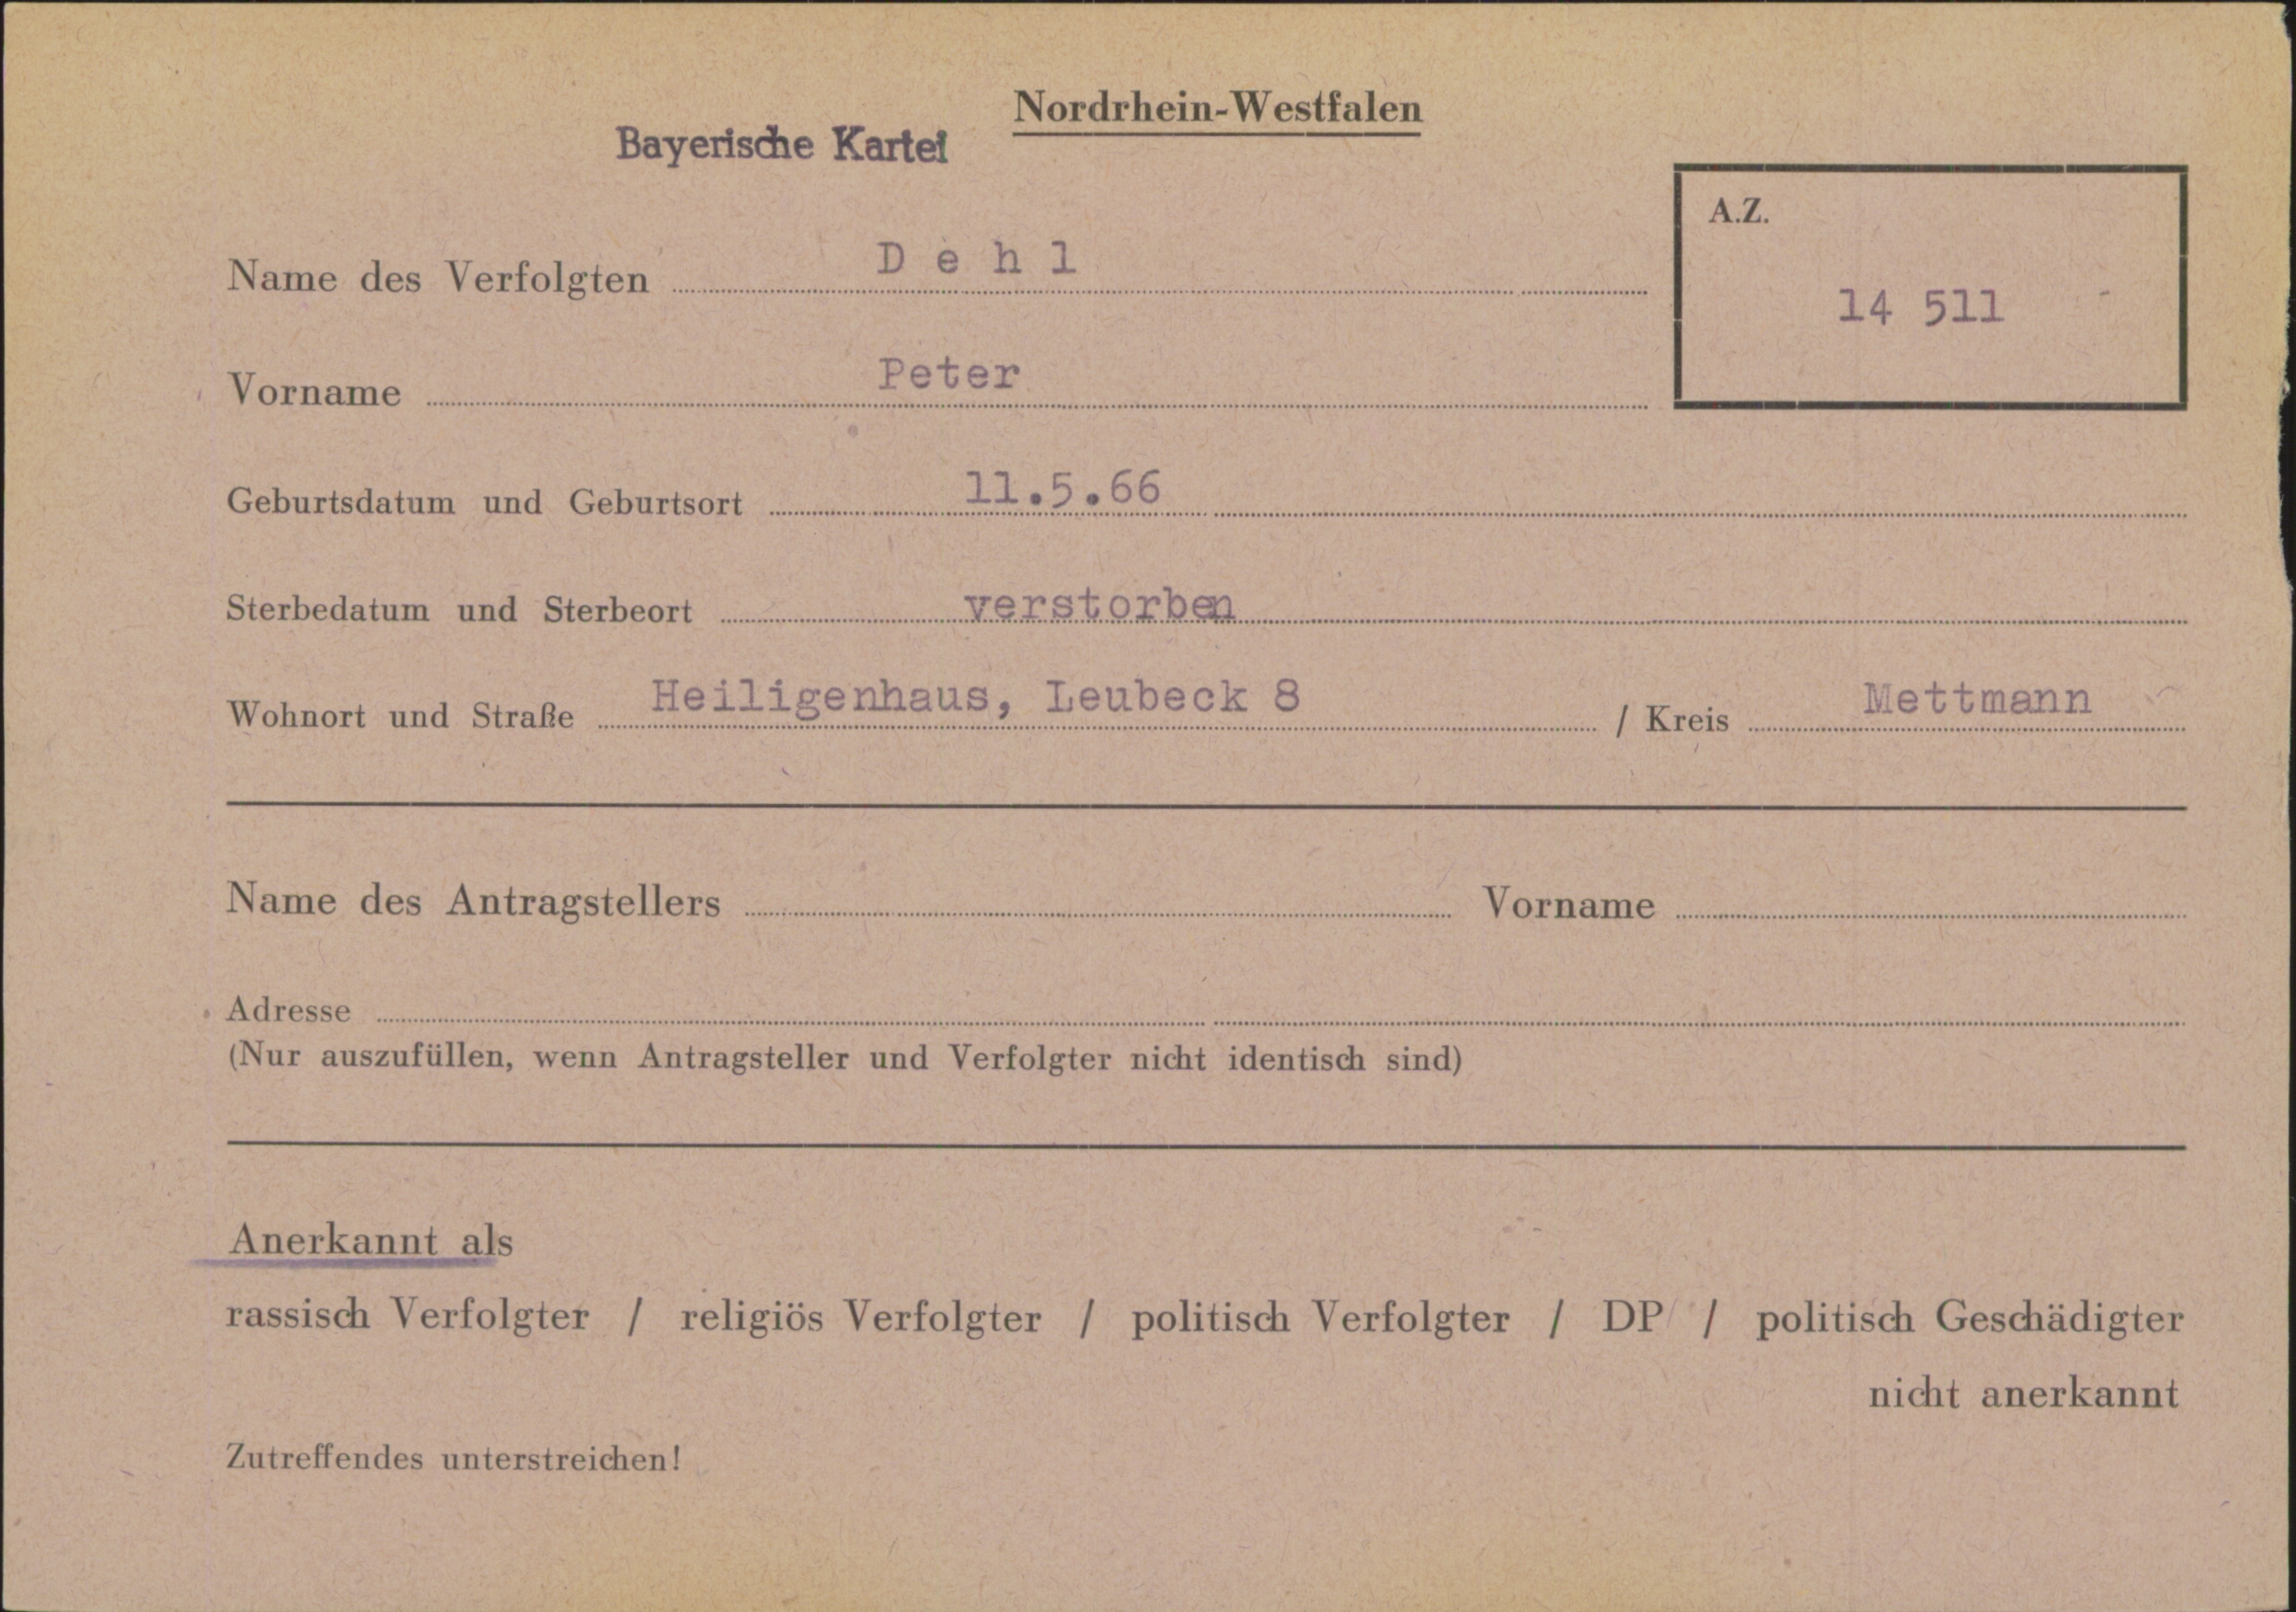 Nordrhein-Westfalen
Bayerische Kartei
A.Z.
14 511
Name des Verfolgten D e h l
Vorname Peter
Geburtsdatum und Geburtsort 11.5.66
Sterbedatum und Sterbeort verstorben
Wohnort und Straße Heiligenhaus, Leubeck 8 / Kreis Mettmann
Name des Antragstellers Vorname
Adresse
(Nur auszufüllen, wenn Antragsteller und Verfolgter nicht identisch sind)
Anerkannt als
rassisch Verfolgter / religiös Verfolgter / politisch Verfolgter / DP / politisch Geschädigter
nicht anerkannt
Zutreffendes unterstreichen!